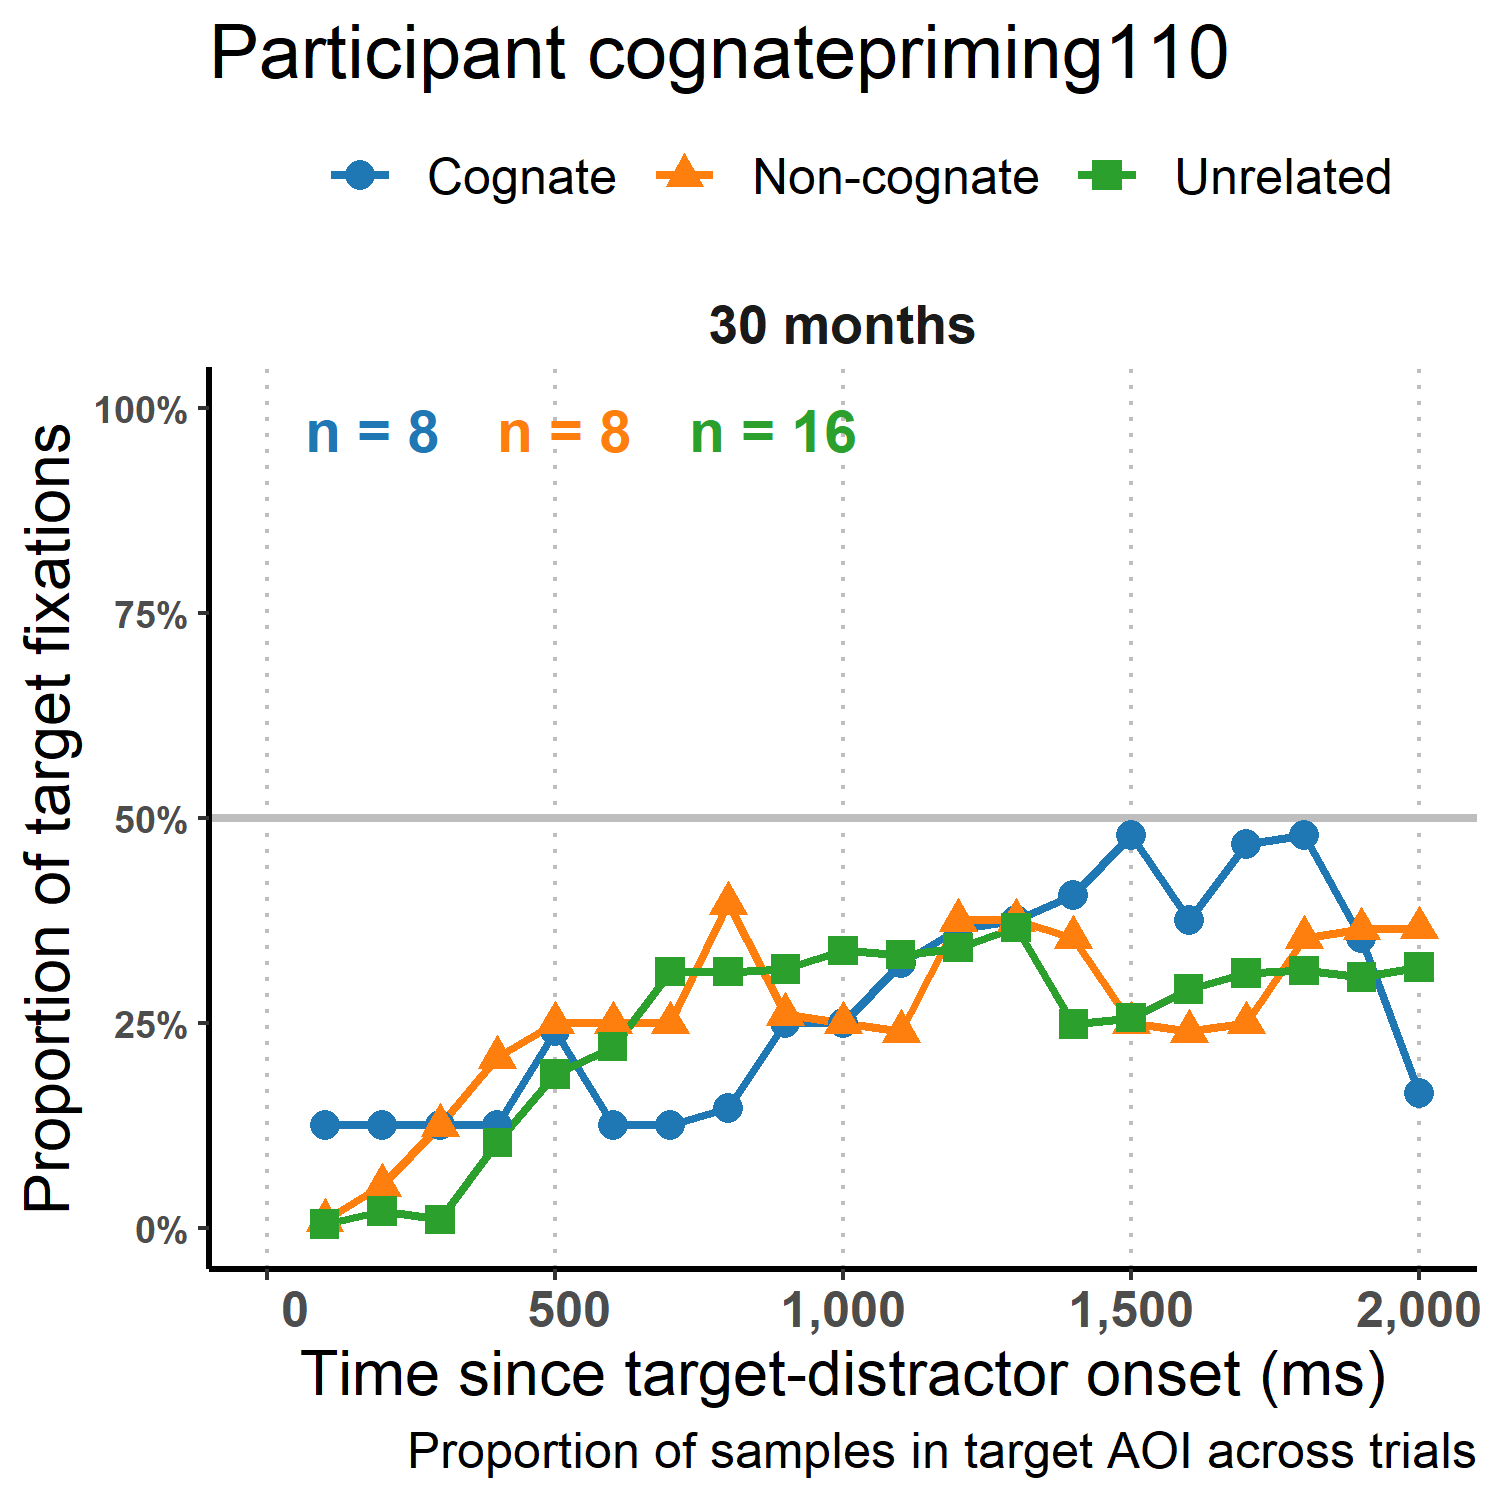 Participant cognatepriming110
Cognate Non-cognate Unrelated
30 months
n = 8 n = 8 n = 16
Proportion of target fixations
100%
75%
50%
25%
0%
0 500 1,000 1,500 2,000
Time since target-distractor onset (ms)
Proportion of samples in target AOI across trials